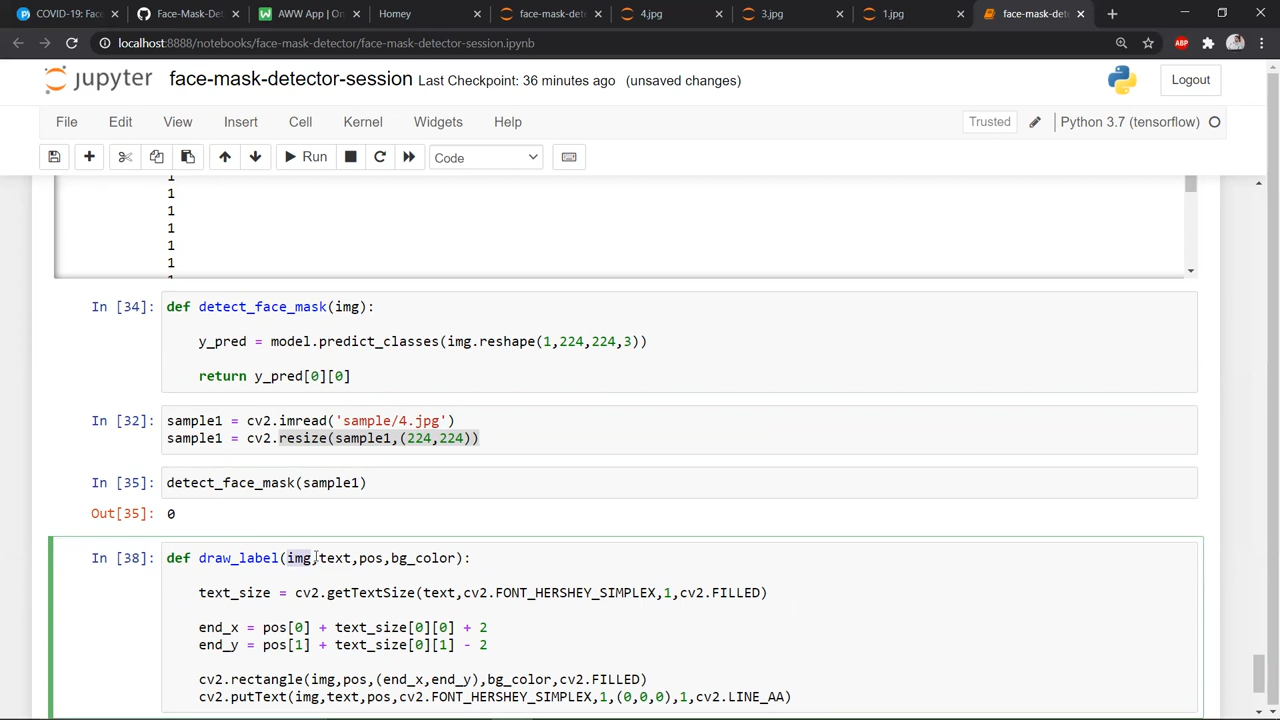 COVID-19: Fac
Face-Mask-De
AWW App | On
Homey
face-mask-dete
4.jpg
3.jpg
1.jpg
face-mask-dete
localhost:8888/notebooks/face-mask-detector/face-mask-detector-session.ipynb
ABP
jupyter face-mask-detector-session Last Checkpoint: 36 minutes ago (unsaved changes)
Logout
File Edit View Insert Cell Kernel Widgets Help
Trusted Python 3.7 (tensorflow)
Run Code
1
1
1
1
1
1
In [34]: def detect_face_mask(img):
y_pred = model.predict_classes(img.reshape(1,224,224,3))
return y_pred[0][0]
In [32]: sample1 = cv2.imread('sample/4.jpg')
sample1 = cv2.resize(sample1,(224,224))
In [35]: detect_face_mask(sample1)
Out[35]: 0
In [38]: def draw_label(img,text,pos,bg_color):
text_size = cv2.getTextSize(text,cv2.FONT_HERSHEY_SIMPLEX,1,cv2.FILLED)
end_x = pos[0] + text_size[0][0] + 2
end_y = pos[1] + text_size[0][1] - 2
cv2.rectangle(img,pos,(end_x,end_y),bg_color,cv2.FILLED)
cv2.putText(img,text,pos,cv2.FONT_HERSHEY_SIMPLEX,1,(0,0,0),1,cv2.LINE_AA)